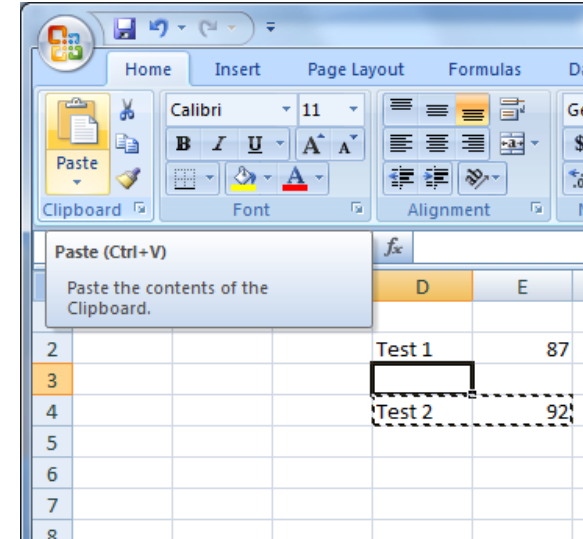 Home Insert Page Layout Formulas
Calibri 11
Paste B I U A A a
Clipboard Font A Alignment
Paste (Ctrl+V) fx
Paste the contents of the
Clipboard.
D E
2 Test 1 87
3
4 Test 2 92
5
6
7
8